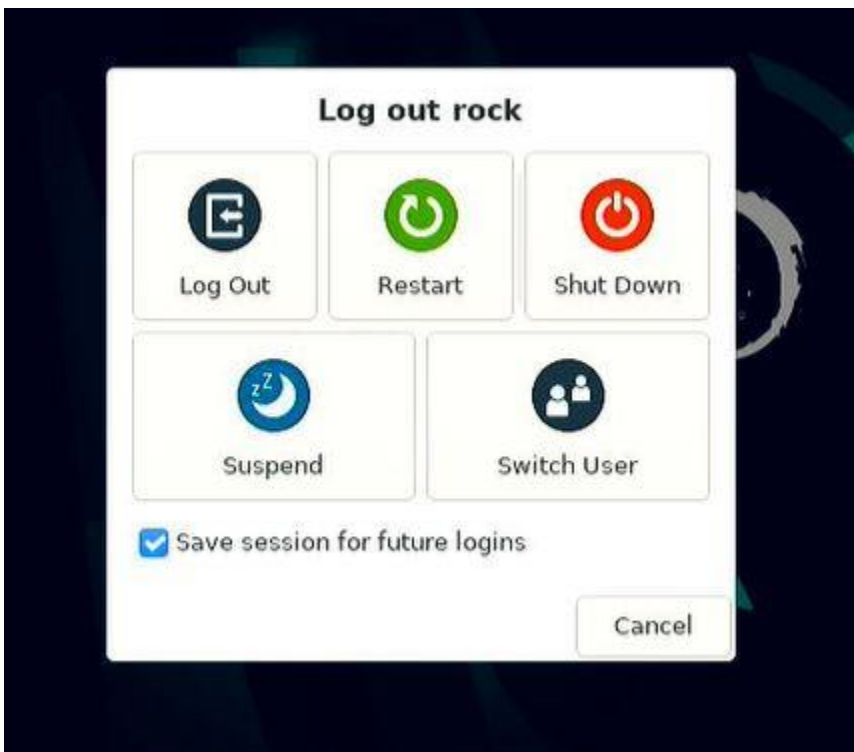 Log out rock
Log Out
Restart
Shut Down
Suspend
Switch User
Save session for future logins
Cancel